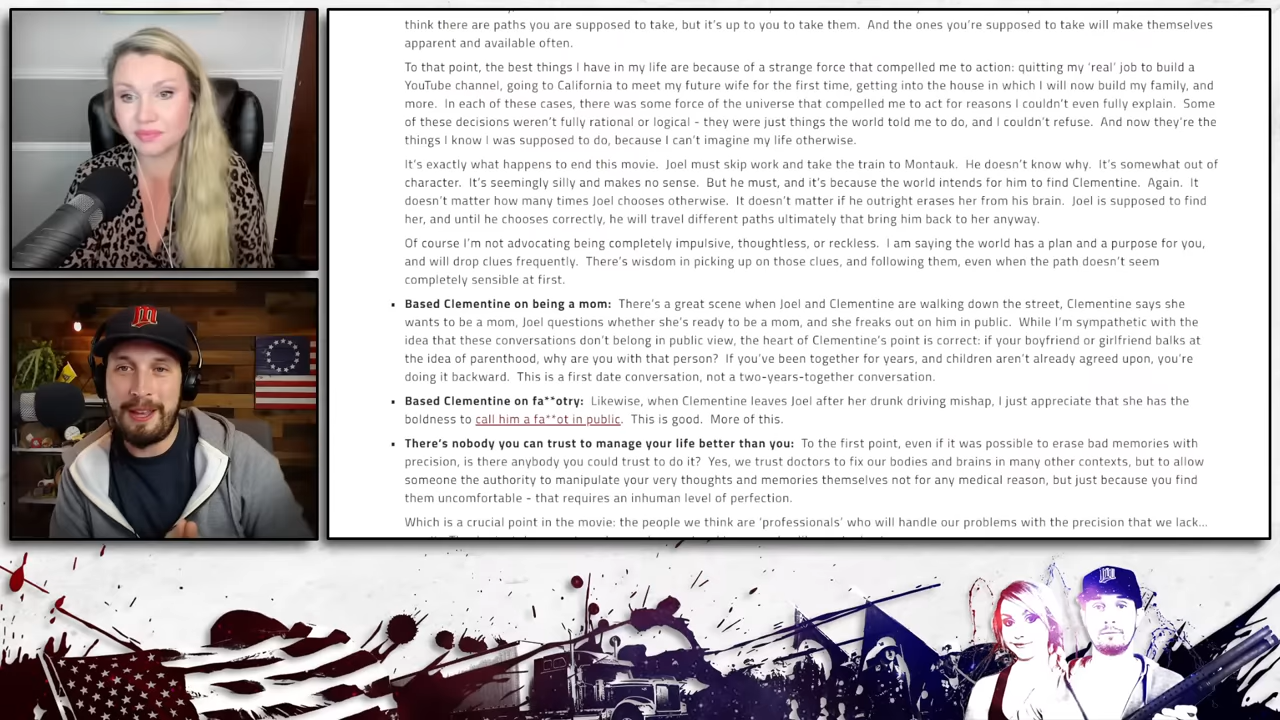 think there are paths you are supposed to take, but it's up to you to take them.  And the ones you're supposed to take will make themselves
apparent and available often.
To that point, the best things I have in my life are because of a strange force that compelled me to action: quitting my 'real' job to build a
YouTube channel, going to California to meet my future wife for the first time, getting into the house in which I will now build my family, and
more.  In each of these cases, there was some force of the universe that compelled me to act for reasons I couldn't even fully explain.  Some
of these decisions weren't fully rational or logical - they were just things the world told me to do, and I couldn't refuse.  And now they're the
things I know I was supposed to do, because I can't imagine my life otherwise.
It's exactly what happens to end this movie.  Joel must skip work and take the train to Montauk.  He doesn't know why.  It's somewhat out of
character.  It's seemingly silly and makes no sense.  But he must, and it's because the world intends for him to find Clementine.  Again.  It
doesn't matter how many times Joel chooses otherwise.  It doesn't matter if he outright erases her from his brain.  Joel is supposed to find
her, and until he chooses correctly, he will travel different paths ultimately that bring him back to her anyway.
Of course I'm not advocating being completely impulsive, thoughtless, or reckless.  I am saying the world has a plan and a purpose for you,
and will drop clues frequently.  There's wisdom in picking up on those clues, and following them, even when the path doesn't seem
completely sensible at first.
▪ Based Clementine on being a mom:  There's a great scene when Joel and Clementine are walking down the street, Clementine says she
wants to be a mom, Joel questions whether she's ready to be a mom, and she freaks out on him in public.  While I'm sympathetic with the
idea that these conversations don't belong in public view, the heart of Clementine's point is correct: if your boyfriend or girlfriend balks at
the idea of parenthood, why are you with that person?  If you've been together for years, and children aren't already agreed upon, you're
doing it backward.  This is a first date conversation, not a two-years-together conversation.
▪ Based Clementine on fa**otry:  Likewise, when Clementine leaves Joel after her drunk driving mishap, I just appreciate that she has the
boldness to call him a fa**ot in public.  This is good.  More of this.
▪ There's nobody you can trust to manage your life better than you:  To the first point, even if it was possible to erase bad memories with
precision, is there anybody you could trust to do it?  Yes, we trust doctors to fix our bodies and brains in many other contexts, but to allow
someone the authority to manipulate your very thoughts and memories themselves not for any medical reason, but just because you find
them uncomfortable - that requires an inhuman level of perfection.
Which is a crucial point in the movie: the people we think are 'professionals' who will handle our problems with the precision that we lack...